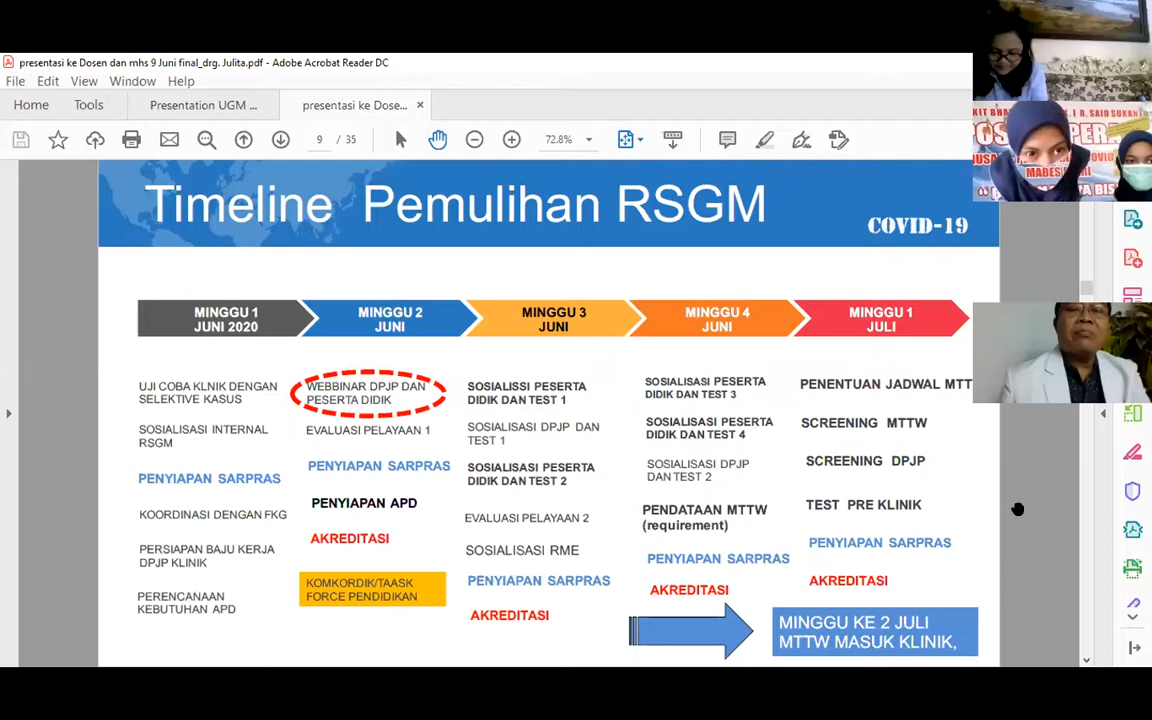 presentasi ke Dosen dan mhs 9 Juni final_drg. Julita.pdf - Adobe Acrobat Reader DC
File Edit View Window Help
Home Tools Presentation UGM ... presentasi ke Dose... ×
9 / 35 72.8%
Timeline Pemulihan RSGM
COVID-19
MINGGU 1
JUNI 2020
MINGGU 2
JUNI
MINGGU 3
JUNI
MINGGU 4
JUNI
MINGGU 1
JULI
UJI COBA KLNIK DENGAN
SELEKTIVE KASUS
SOSIALISASI INTERNAL
RSGM
PENYIAPAN SARPRAS
KOORDINASI DENGAN FKG
PERSIAPAN BAJU KERJA
DPJP KLINIK
PERENCANAAN
KEBUTUHAN APD
WEBBINAR DPJP DAN
PESERTA DIDIK
EVALUASI PELAYAAN 1
PENYIAPAN SARPRAS
PENYIAPAN APD
AKREDITASI
KOMKORDIK/TAASK
FORCE PENDIDIKAN
SOSIALISSI PESERTA
DIDIK DAN TEST 1
SOSIALISASI DPJP DAN
TEST 1
SOSIALISASI PESERTA
DIDIK DAN TEST 2
EVALUASI PELAYAAN 2
SOSIALISASI RME
PENYIAPAN SARPRAS
AKREDITASI
SOSIALISASI PESERTA
DIDIK DAN TEST 3
SOSIALISASI PESERTA
DIDIK DAN TEST 4
SOSIALISASI DPJP
DAN TEST 2
PENDATAAN MTTW
(requirement)
PENYIAPAN SARPRAS
AKREDITASI
PENENTUAN JADWAL MTT
SCREENING MTTW
SCREENING DPJP
TEST PRE KLINIK
PENYIAPAN SARPRAS
AKREDITASI
MINGGU KE 2 JULI
MTTW MASUK KLINIK,